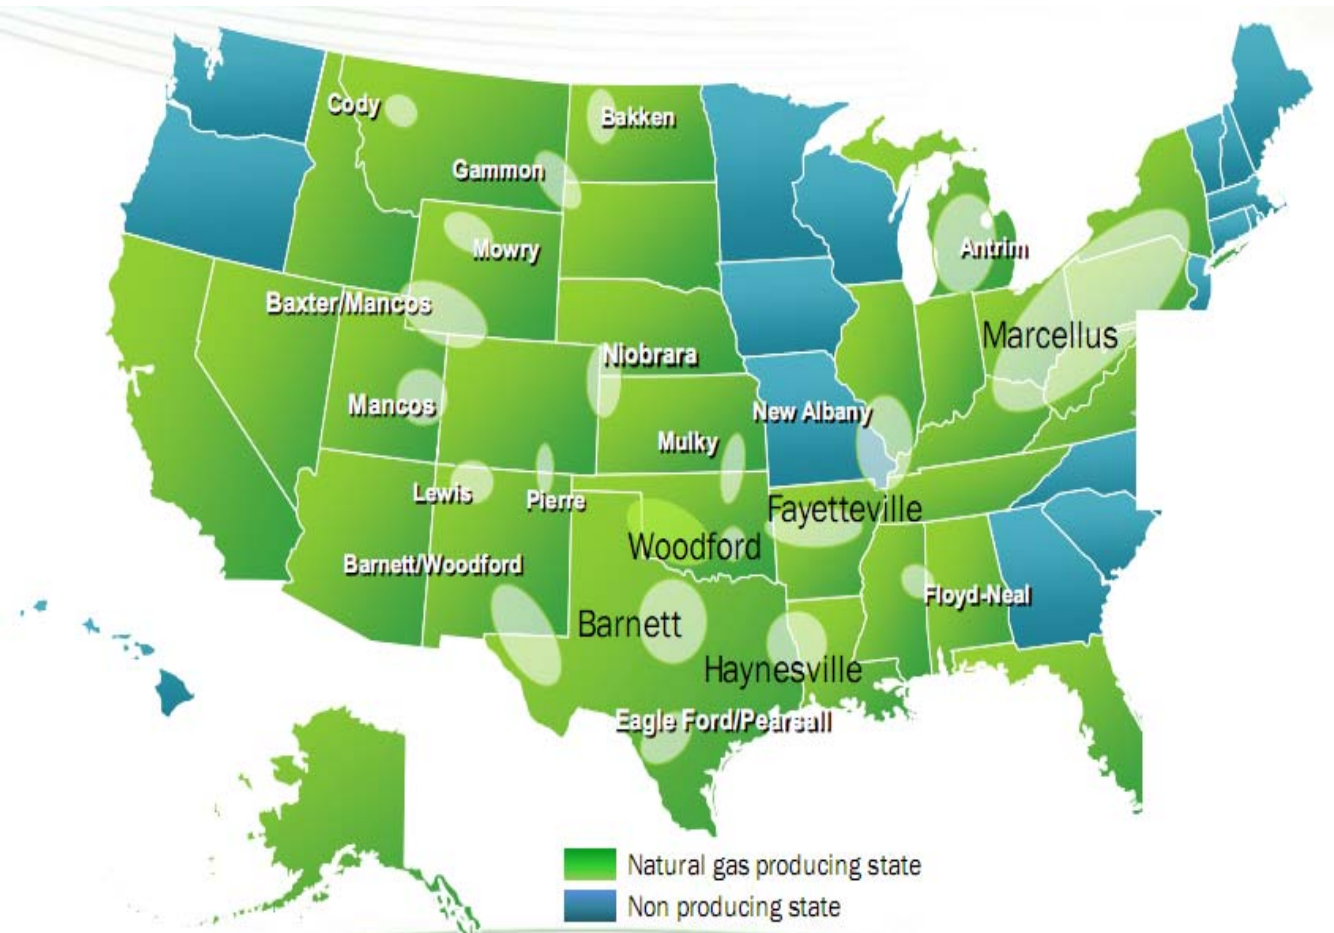 Cody
Bakken
Gammon
Antrim
Mowry
Baxter/Mancos
Marcellus
Niobrara
Mancos
New Albany
Mulky
Lewis
Pierre
Fayetteville
Woodford
Barnett/Woodford
Floyd-Neal
Barnett
Haynesville
Eagle Ford/Pearsall
Natural gas producing state
Non producing state